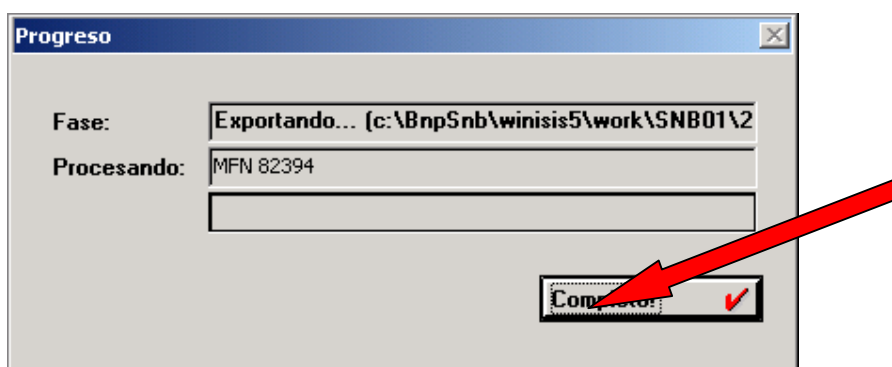 Progreso
Fase: Exportando... (c:\BnpSnb\winisis5\work\SNB01\2
Procesando: MFN 82394